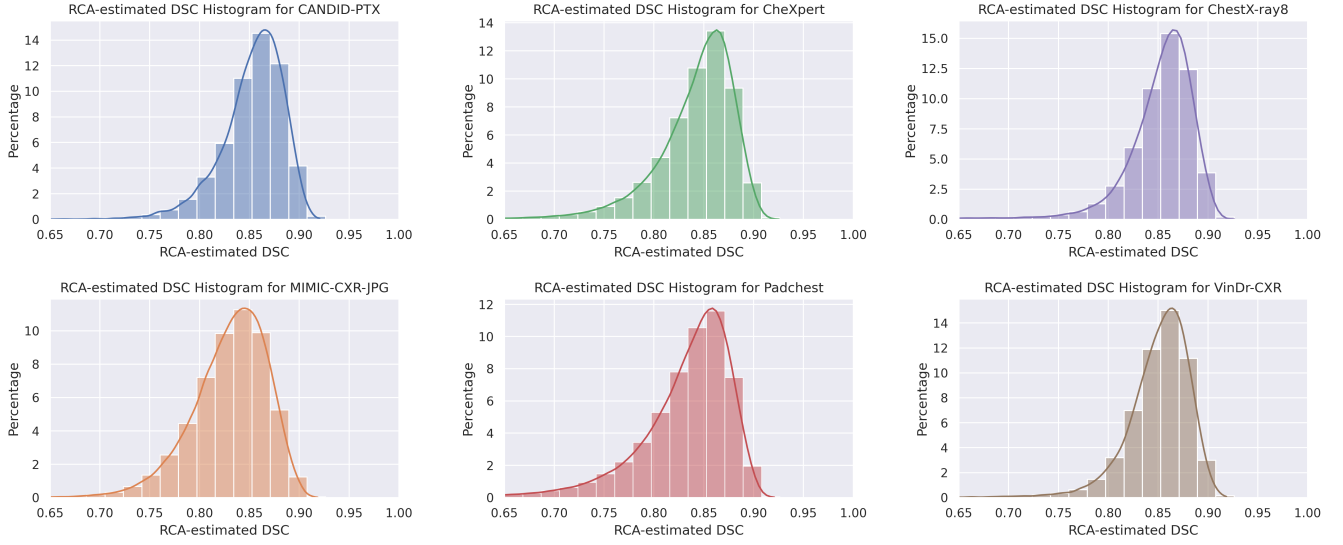 RCA-estimated DSC Histogram for CANDID-PTX
14
12
10
8
6
4
2
0
Percentage
0.65 0.70 0.75 0.80 0.85 0.90 0.95 1.00
RCA-estimated DSC
RCA-estimated DSC Histogram for CheXpert
14
12
10
8
6
4
2
0
Percentage
0.65 0.70 0.75 0.80 0.85 0.90 0.95 1.00
RCA-estimated DSC
RCA-estimated DSC Histogram for ChestX-ray8
15.0
12.5
10.0
7.5
5.0
2.5
0.0
Percentage
0.65 0.70 0.75 0.80 0.85 0.90 0.95 1.00
RCA-estimated DSC
RCA-estimated DSC Histogram for MIMIC-CXR-JPG
10
8
6
4
2
0
Percentage
0.65 0.70 0.75 0.80 0.85 0.90 0.95 1.00
RCA-estimated DSC
RCA-estimated DSC Histogram for Padchest
12
10
8
6
4
2
0
Percentage
0.65 0.70 0.75 0.80 0.85 0.90 0.95 1.00
RCA-estimated DSC
RCA-estimated DSC Histogram for VinDr-CXR
14
12
10
8
6
4
2
0
Percentage
0.65 0.70 0.75 0.80 0.85 0.90 0.95 1.00
RCA-estimated DSC